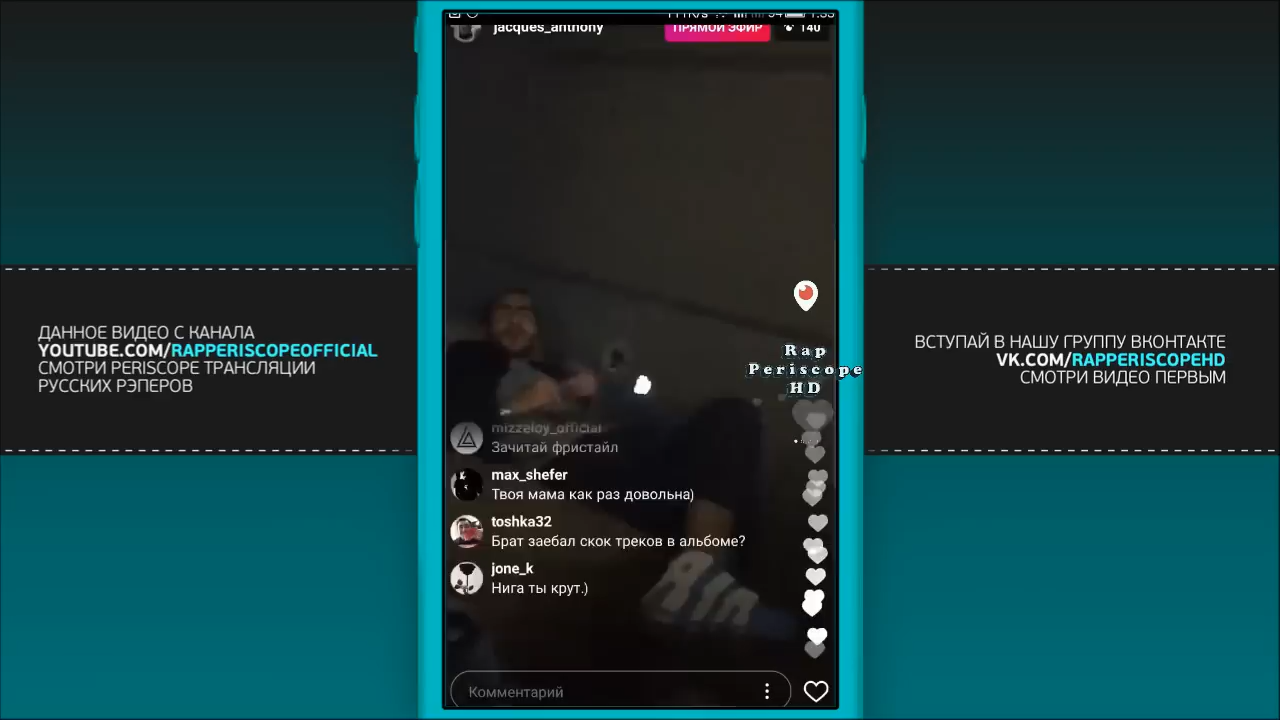 jacques_anthony
ПРЯМОЙ ЭФИР
140
ДАННОЕ ВИДЕО С КАНАЛА
YOUTUBE.COM/RAPPERISCOPEOFFICIAL
СМОТРИ PERISCOPE ТРАНСЛЯЦИИ
РУССКИХ РЭПЕРОВ
ВСТУПАЙ В НАШУ ГРУППУ ВКОНТАКТЕ
VK.COM/RAPPERISCOPEHD
СМОТРИ ВИДЕО ПЕРВЫМ
Rap
Periscope
HD
mizzeloy_official
Зачитай фристайл
max_shefer
Твоя мама как раз довольна)
toshka32
Брат заебал скок треков в альбоме?
jone_k
Нига ты крут.)
Комментарий